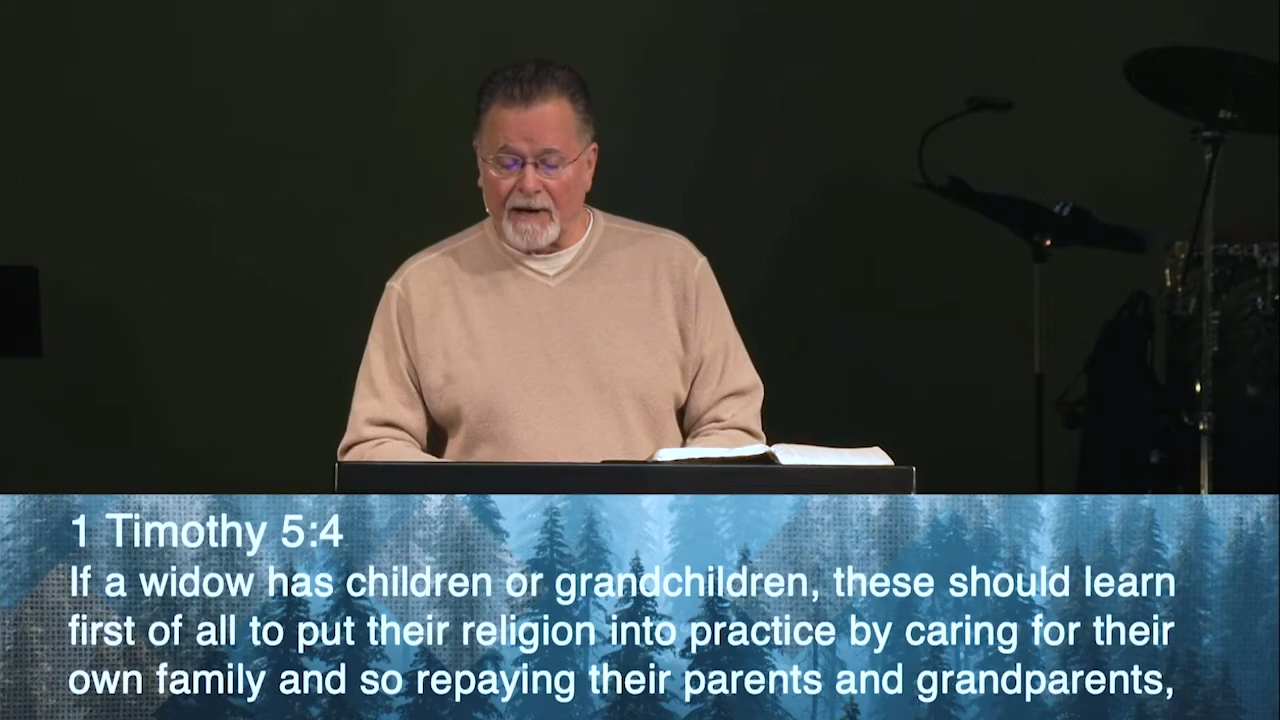 1 Timothy 5:4
If a widow has children or grandchildren, these should learn
first of all to put their religion into practice by caring for their
own family and so repaying their parents and grandparents,